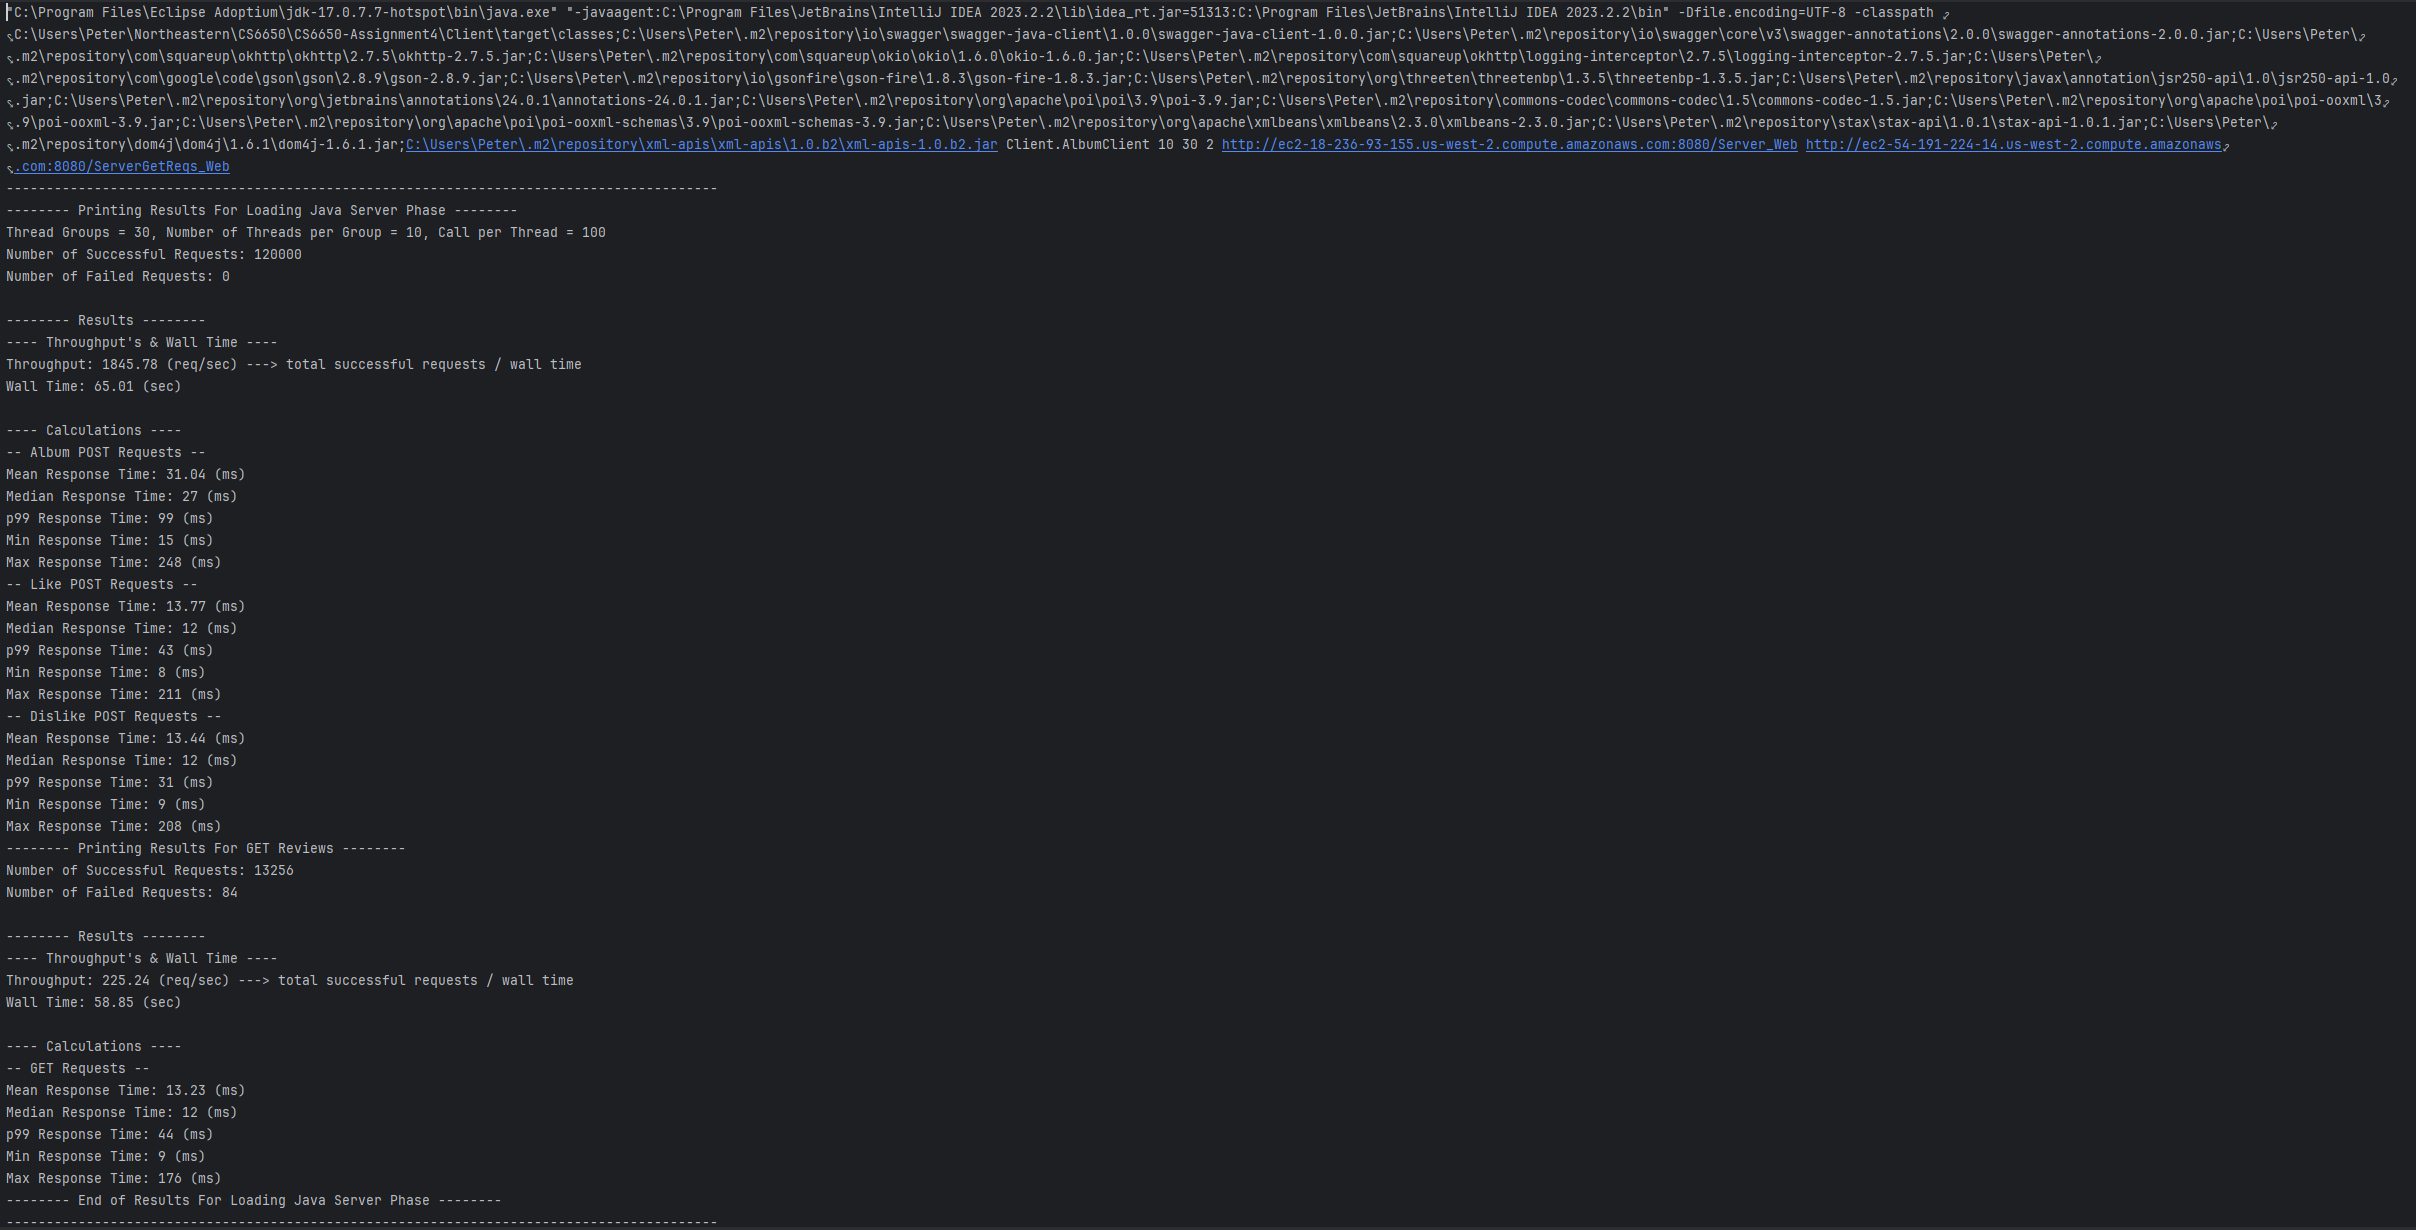 "C:\Program Files\Eclipse Adoptium\jdk-17.0.7.7-hotspot\bin\java.exe" "-javaagent:C:\Program Files\JetBrains\IntelliJ IDEA 2023.2.2\lib\idea_rt.jar=51313:C:\Program Files\JetBrains\IntelliJ IDEA 2023.2.2\bin" -Dfile.encoding=UTF-8 -classpath
C:\Users\Peter\Northeastern\CS6650\CS6650-Assignment4\Client\target\classes;C:\Users\Peter\.m2\repository\io\swagger\swagger-java-client\1.0.0\swagger-java-client-1.0.0.jar;C:\Users\Peter\.m2\repository\io\swagger\core\v3\swagger-annotations\2.0.0\swagger-annotations-2.0.0.jar;C:\Users\Peter\
.m2\repository\com\squareup\okhttp\okhttp\2.7.5\okhttp-2.7.5.jar;C:\Users\Peter\.m2\repository\com\squareup\okio\okio\1.6.0\okio-1.6.0.jar;C:\Users\Peter\.m2\repository\com\squareup\okhttp\logging-interceptor\2.7.5\logging-interceptor-2.7.5.jar;C:\Users\Peter\
.m2\repository\com\google\code\gson\gson\2.8.9\gson-2.8.9.jar;C:\Users\Peter\.m2\repository\io\gsonfire\gson-fire\1.8.3\gson-fire-1.8.3.jar;C:\Users\Peter\.m2\repository\org\threeten\threetenbp\1.3.5\threetenbp-1.3.5.jar;C:\Users\Peter\.m2\repository\javax\annotation\jsr250-api\1.0\jsr250-api-1.0
.jar;C:\Users\Peter\.m2\repository\org\jetbrains\annotations\24.0.1\annotations-24.0.1.jar;C:\Users\Peter\.m2\repository\org\apache\poi\poi\3.9\poi-3.9.jar;C:\Users\Peter\.m2\repository\commons-codec\commons-codec\1.5\commons-codec-1.5.jar;C:\Users\Peter\.m2\repository\org\apache\poi\poi-ooxml\3
.9\poi-ooxml-3.9.jar;C:\Users\Peter\.m2\repository\org\apache\poi\poi-ooxml-schemas\3.9\poi-ooxml-schemas-3.9.jar;C:\Users\Peter\.m2\repository\org\apache\xmlbeans\xmlbeans\2.3.0\xmlbeans-2.3.0.jar;C:\Users\Peter\.m2\repository\stax\stax-api\1.0.1\stax-api-1.0.1.jar;C:\Users\Peter\
.m2\repository\dom4j\dom4j\1.6.1\dom4j-1.6.1.jar;C:\Users\Peter\.m2\repository\xml-apis\xml-apis\1.0.b2\xml-apis-1.0.b2.jar Client.AlbumClient 10 30 2 http://ec2-18-236-93-155.us-west-2.compute.amazonaws.com:8080/Server_Web http://ec2-54-191-224-14.us-west-2.compute.amazonaws
.com:8080/ServerGetReqs_Web
-----------------------------------------------------------------------------------------
-------- Printing Results For Loading Java Server Phase --------
Thread Groups = 30, Number of Threads per Group = 10, Call per Thread = 100
Number of Successful Requests: 120000
Number of Failed Requests: 0
-------- Results --------
---- Throughput's & Wall Time ----
Throughput: 1845.78 (req/sec) ---> total successful requests / wall time
Wall Time: 65.01 (sec)
---- Calculations ----
-- Album POST Requests --
Mean Response Time: 31.04 (ms)
Median Response Time: 27 (ms)
p99 Response Time: 99 (ms)
Min Response Time: 15 (ms)
Max Response Time: 248 (ms)
-- Like POST Requests --
Mean Response Time: 13.77 (ms)
Median Response Time: 12 (ms)
p99 Response Time: 43 (ms)
Min Response Time: 8 (ms)
Max Response Time: 211 (ms)
-- Dislike POST Requests --
Mean Response Time: 13.44 (ms)
Median Response Time: 12 (ms)
p99 Response Time: 31 (ms)
Min Response Time: 9 (ms)
Max Response Time: 208 (ms)
-------- Printing Results For GET Reviews --------
Number of Successful Requests: 13256
Number of Failed Requests: 84
-------- Results --------
---- Throughput's & Wall Time ----
Throughput: 225.24 (req/sec) ---> total successful requests / wall time
Wall Time: 58.85 (sec)
---- Calculations ----
-- GET Requests --
Mean Response Time: 13.23 (ms)
Median Response Time: 12 (ms)
p99 Response Time: 44 (ms)
Min Response Time: 9 (ms)
Max Response Time: 176 (ms)
-------- End of Results For Loading Java Server Phase --------
-----------------------------------------------------------------------------------------